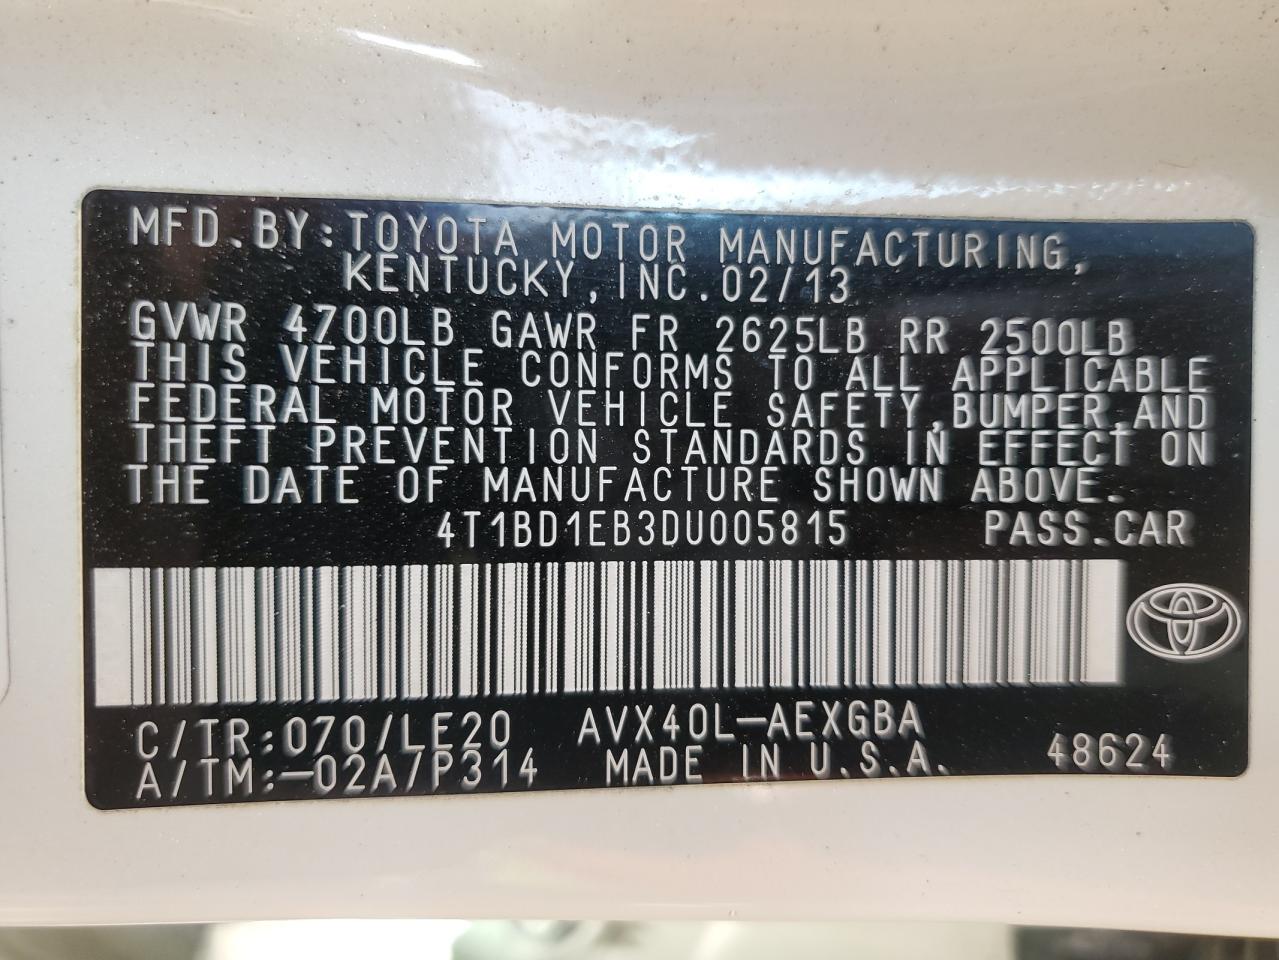 MFD.BY:TOYOTA MOTOR MANUFACTURING,
KENTUCKY,INC.02/13
GVWR 4700LB GAWR FR 2625LB RR 2500LB
THIS VEHICLE CONFORMS TO ALL APPLICABLE
FEDERAL MOTOR VEHICLE SAFETY,BUMPER,AND
THEFT PREVENTION STANDARDS IN EFFECT ON
THE DATE OF MANUFACTURE SHOWN ABOVE.
4T1BD1EB3DU005815 PASS.CAR
C/TR:070/LE20 AVX40L-AEXGBA
A/TM:-02A/P314 MADE IN U.S.A. 48624